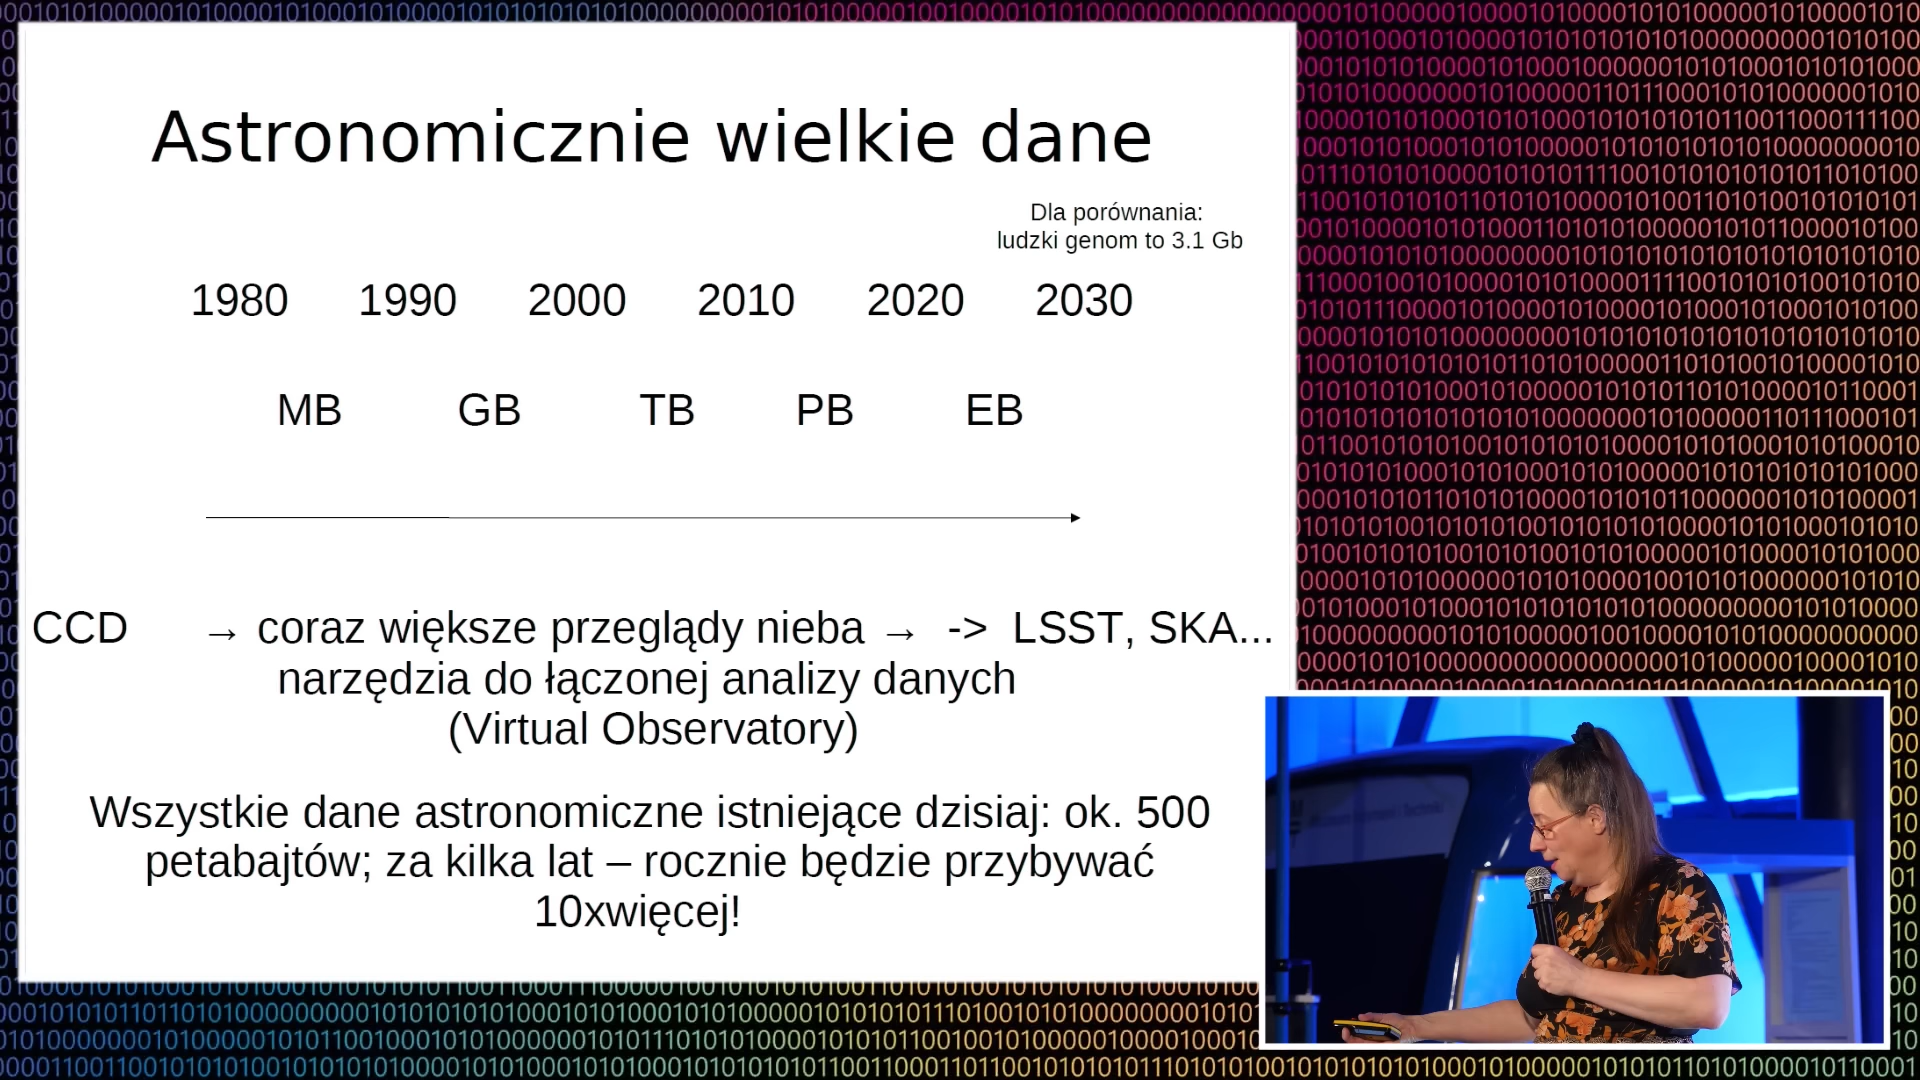 Astronomicznie wielkie dane
Dla porównania:
ludzki genom to 3.1 Gb
1980 1990 2000 2010 2020 2030
MB GB TB PB EB
CCD → coraz większe przeglądy nieba → -> LSST, SKA...
narzędzia do łączonej analizy danych
(Virtual Observatory)
Wszystkie dane astronomiczne istniejące dzisiaj: ok. 500
petabajtów; za kilka lat – rocznie będzie przybywać
10xwięcej!